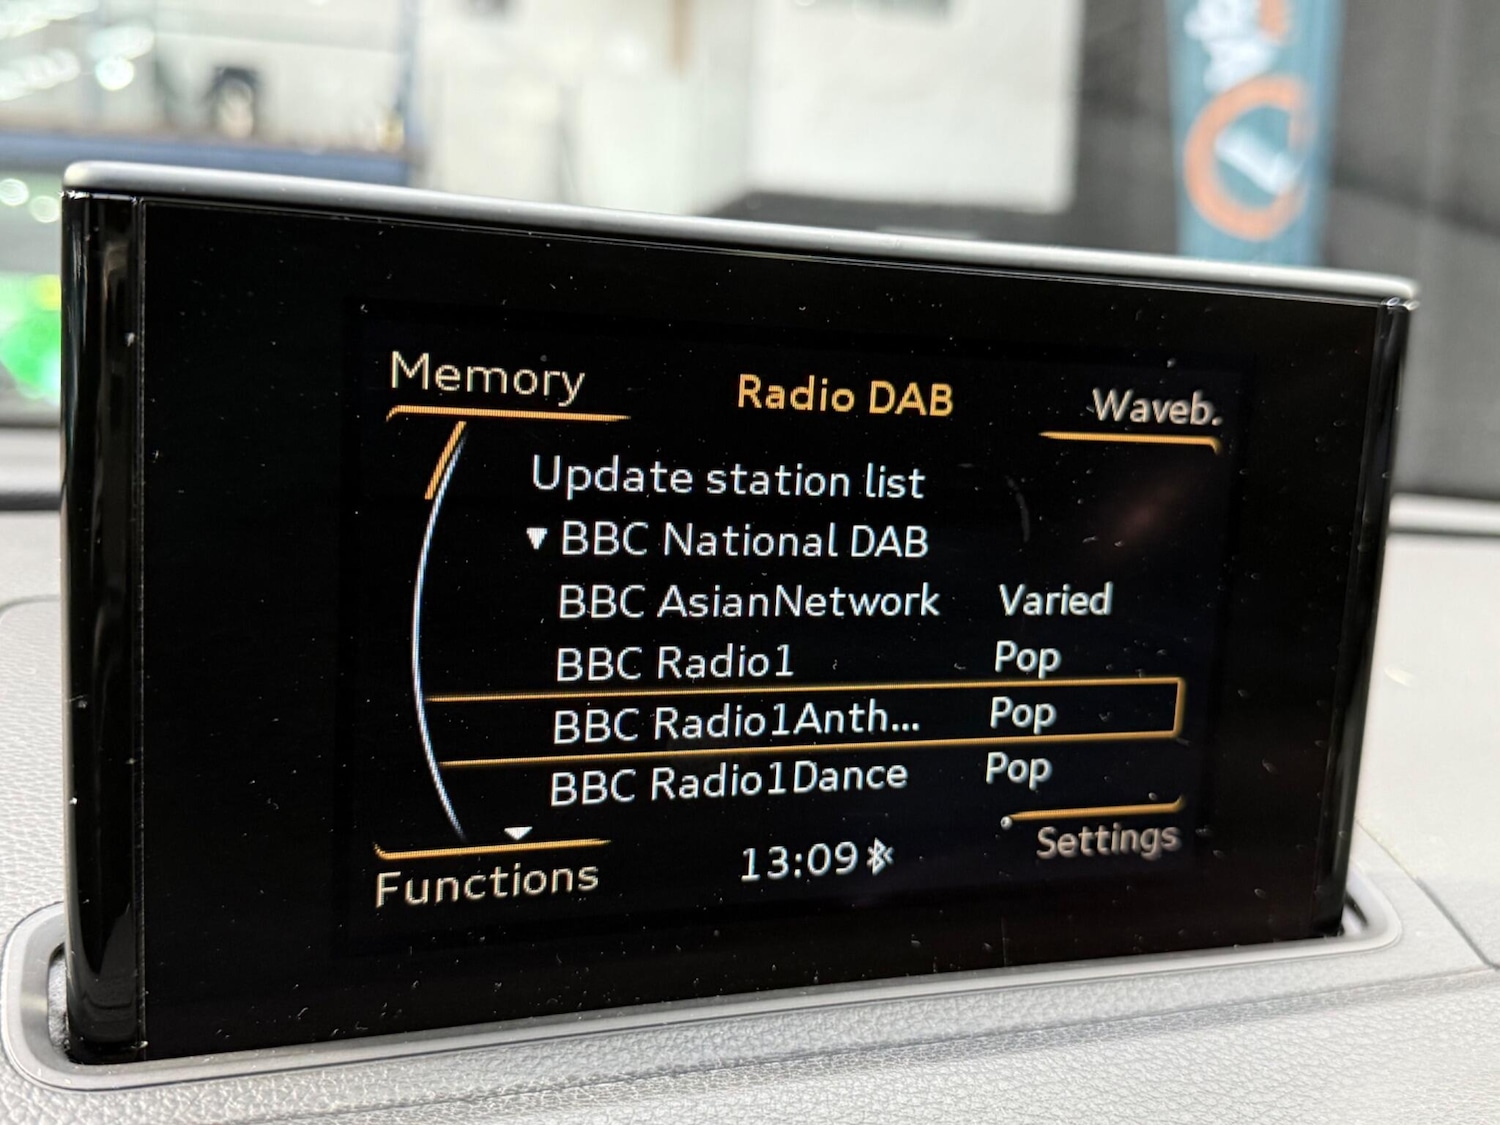 Memory Radio DAB Waveb.
Update station list
▼ BBC National DAB
BBC AsianNetwork Varied
BBC Radio1 Pop
BBC Radio1Anth... Pop
BBC Radio1Dance Pop
Functions 13:09 Settings